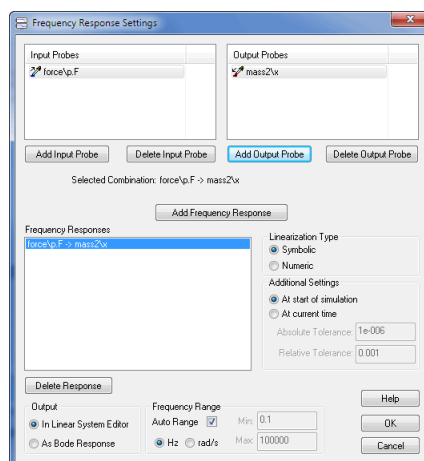 Frequency Response Settings
Input Probes
force\p.F
Output Probes
mass2\x
Add Input Probe
Delete Input Probe
Add Output Probe
Delete Output Probe
Selected Combination: force\p.F -> mass2\x
Add Frequency Response
Frequency Responses
force\p.F -> mass2\x
Linearization Type
Symbolic
Numeric
Additional Settings
At start of simulation
At current time
Absolute Tolerance: 1e-006
Relative Tolerance: 0.001
Delete Response
Output
In Linear System Editor
As Bode Response
Frequency Range
Auto Range
Min: 0.1
Hz rad/s
Max: 100000
Help
OK
Cancel